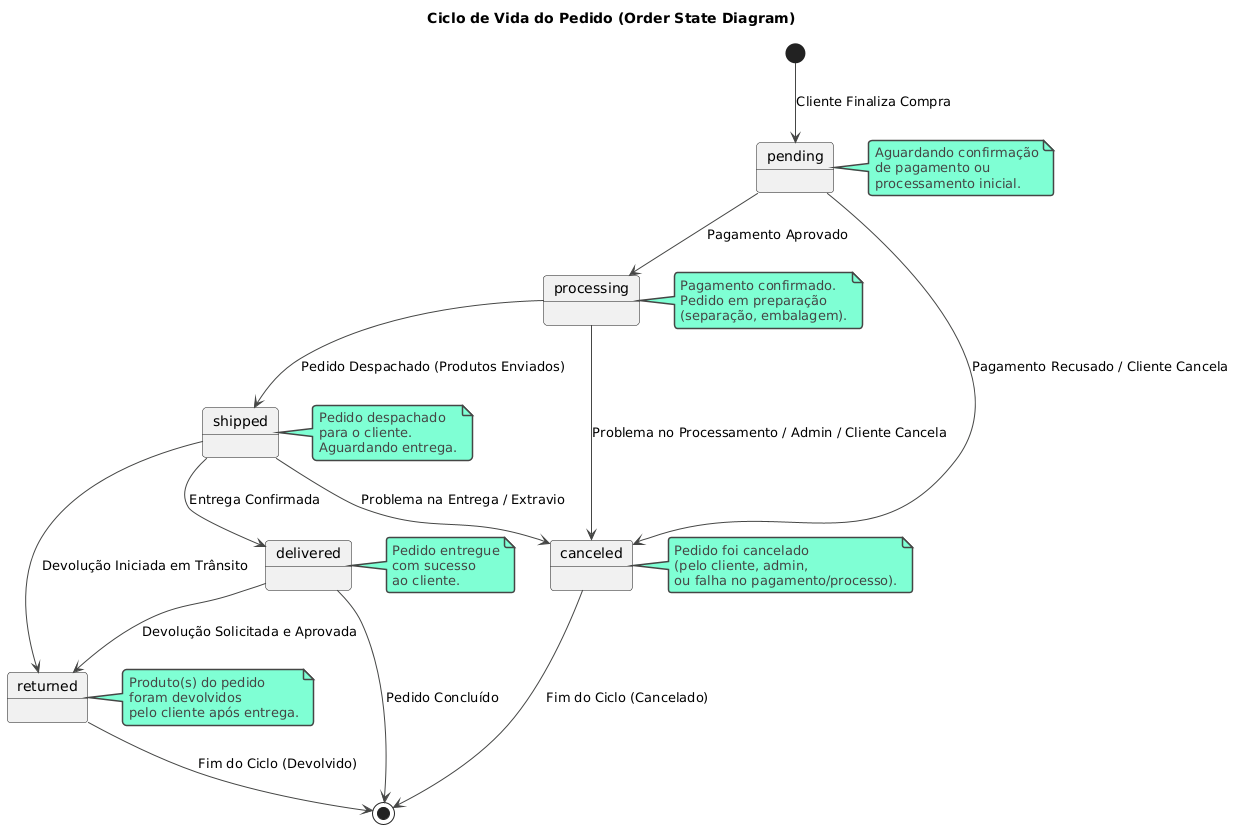 Ciclo de Vida do Pedido (Order State Diagram)
Cliente Finaliza Compra
pending
Aguardando confirmação
de pagamento ou
processamento inicial.
Pagamento Aprovado
processing
Pagamento confirmado.
Pedido em preparação
(separação, embalagem).
Pedido Despachado (Produtos Enviados)
Pagamento Recusado / Cliente Cancela
shipped
Pedido despachado
para o cliente.
Aguardando entrega.
Problema no Processamento / Admin / Cliente Cancela
Entrega Confirmada
Problema na Entrega / Extravio
Devolução Iniciada em Trânsito
delivered
Pedido entregue
com sucesso
ao cliente.
canceled
Pedido foi cancelado
(pelo cliente, admin,
ou falha no pagamento/processo).
Devolução Solicitada e Aprovada
returned
Produto(s) do pedido
foram devolvidos
pelo cliente após entrega.
Pedido Concluído
Fim do Ciclo (Cancelado)
Fim do Ciclo (Devolvido)